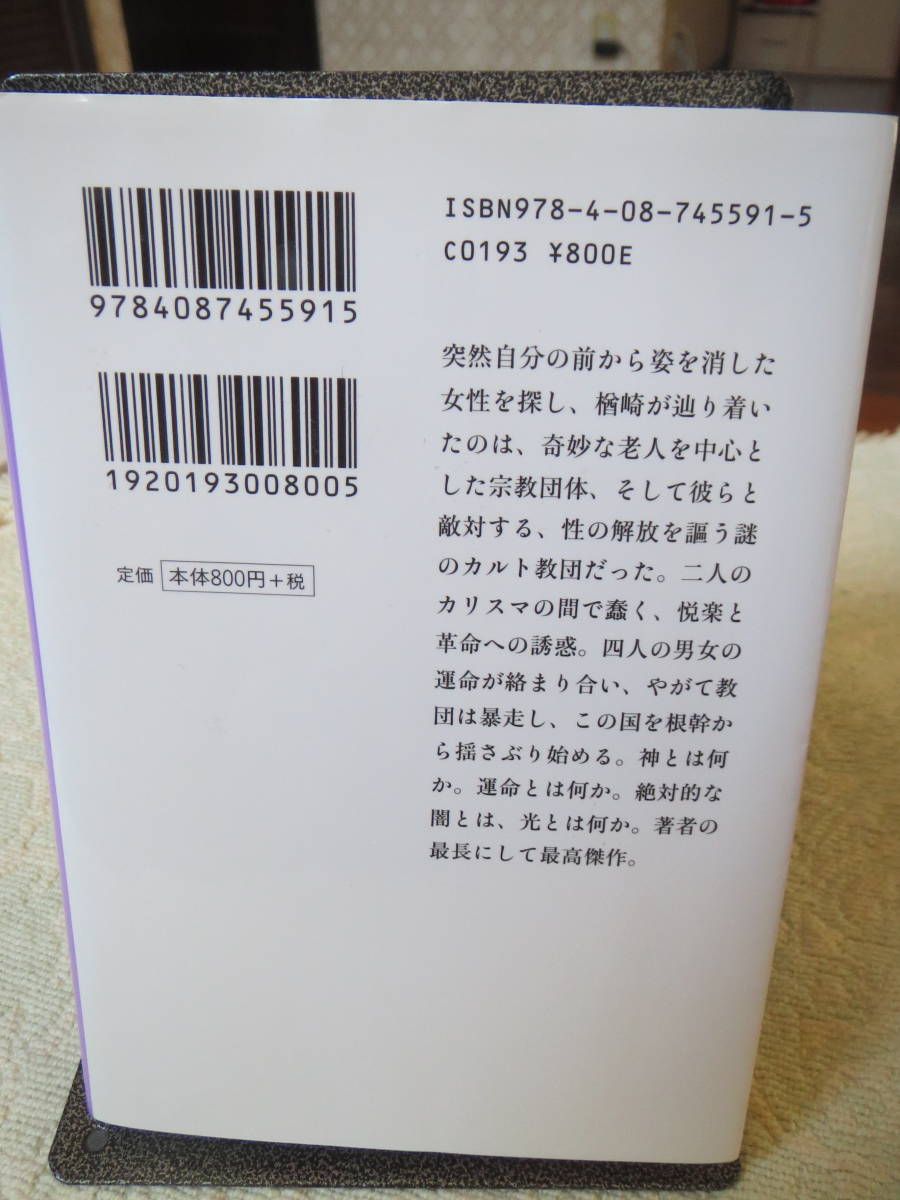 9784087455915
1920193008005
定価 本体800円+税
ISBN978-4-08-745591-5
C0193 ¥800E
突然自分の前から姿を消した
女性を探し、楢崎が辿り着い
たのは、奇妙な老人を中心と
した宗教団体、そして彼らと
敵対する、性の解放を謳う謎
のカルト教団だった。二人の
カリスマの間で蠢く、悦楽と
革命への誘惑。四人の男女の
運命が絡まり合い、やがて教
団は暴走し、この国を根幹か
ら揺さぶり始める。神とは何
か。運命とは何か。絶対的な
闇とは、光とは何か。著者の
最長にして最高傑作。